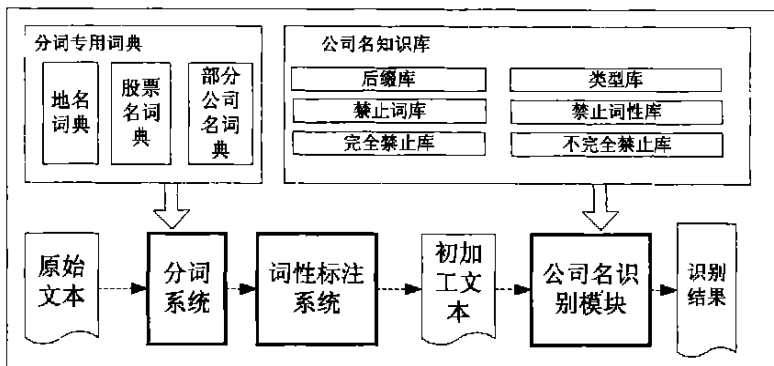 分词专用词典
地名
词典
股票
名词典
部分
公司
名词典
公司名知识库
后缀库
类型库
禁止词库
禁止词性库
完全禁止库
不完全禁止库
原始
文本
分词
系统
词性标注
系统
初加
工文
本
公司名识
别模块
识别
结果